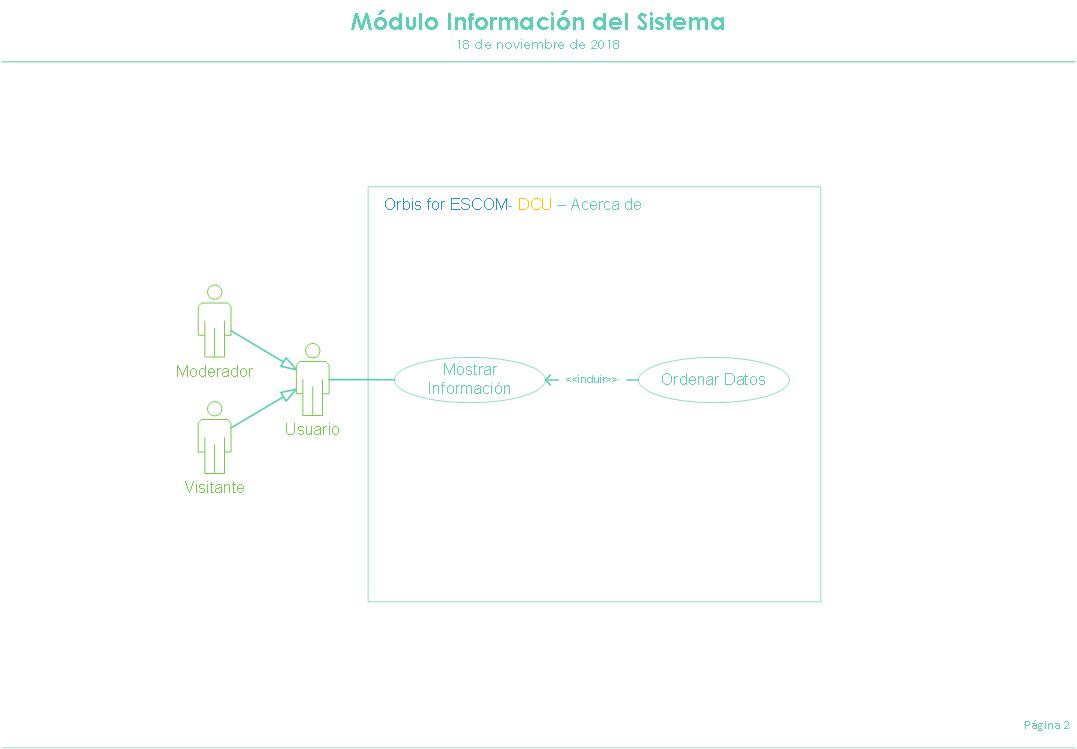 Módulo Información del Sistema
18 de noviembre de 2018
Orbis for ESCOM- DCU – Acerca de
Moderador
Mostrar
Información
<<incluir>>
Ordenar Datos
Usuario
Visitante
Página 2